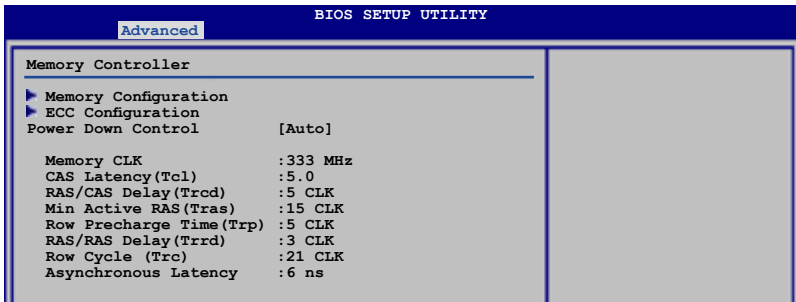 BIOS SETUP UTILITY
Advanced
Memory Controller
Memory Configuration
ECC Configuration
Power Down Control [Auto]
Memory CLK :333 MHz
CAS Latency(Tcl) :5.0
RAS/CAS Delay(Trcd) :5 CLK
Min Active RAS(Tras) :15 CLK
Row Precharge Time(Trp) :5 CLK
RAS/RAS Delay(Trrd) :3 CLK
Row Cycle (Trc) :21 CLK
Asynchronous Latency :6 ns